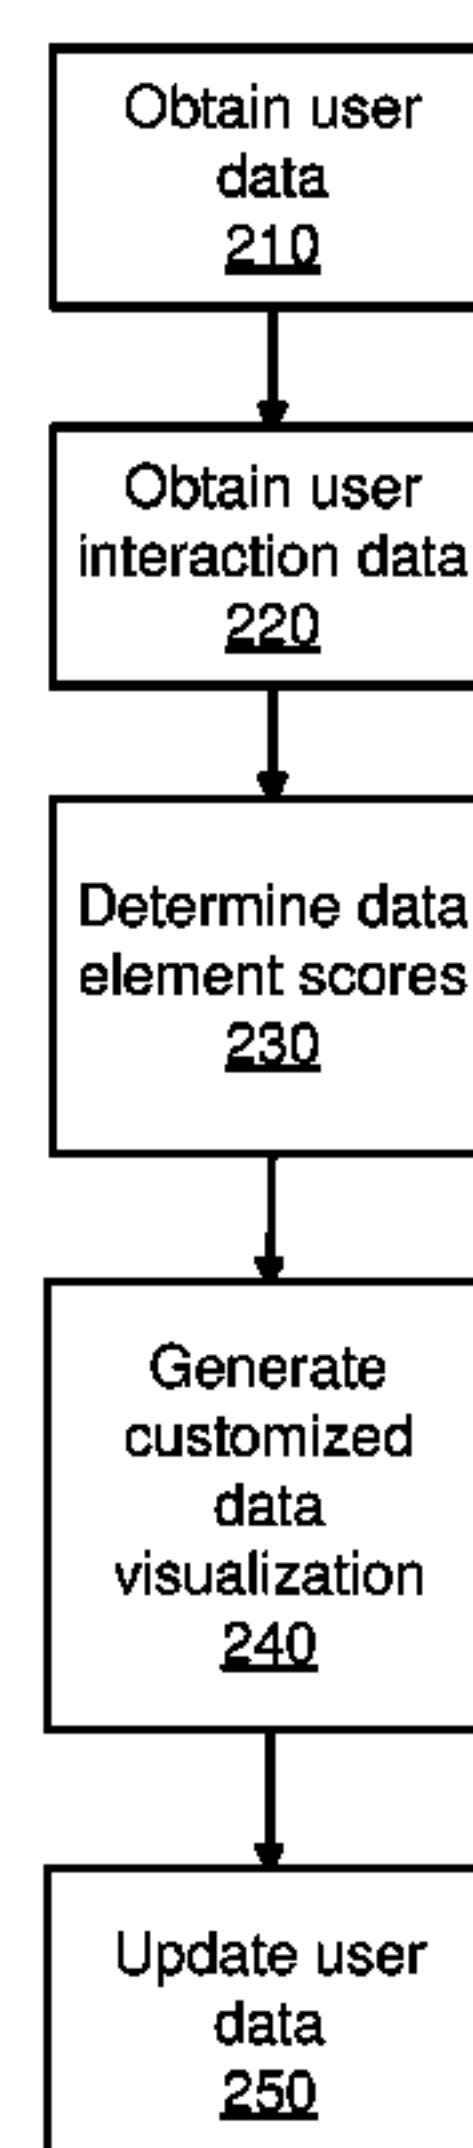 Obtain user
data
210
Obtain user
interaction data
220
Determine data
element scores
230
Generate
customized
data
visualization
240
Update user
data
250